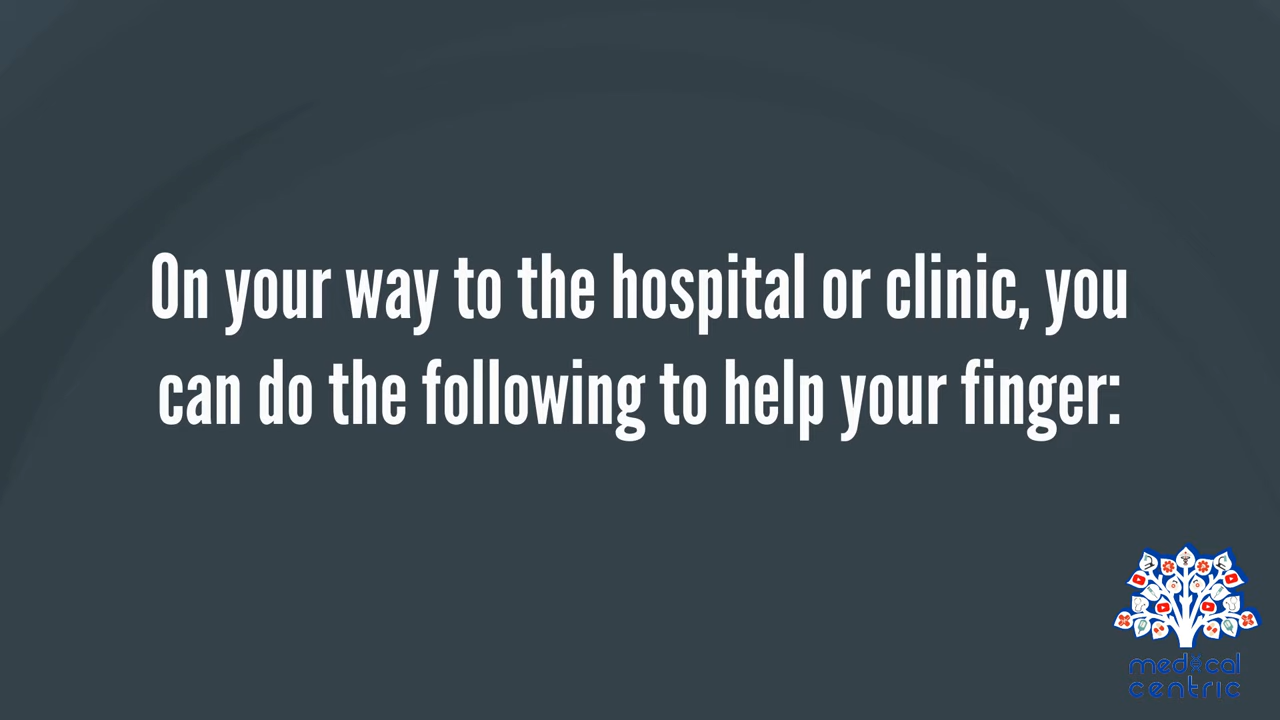 On your way to the hospital or clinic, you
can do the following to help your finger:
medical
centric